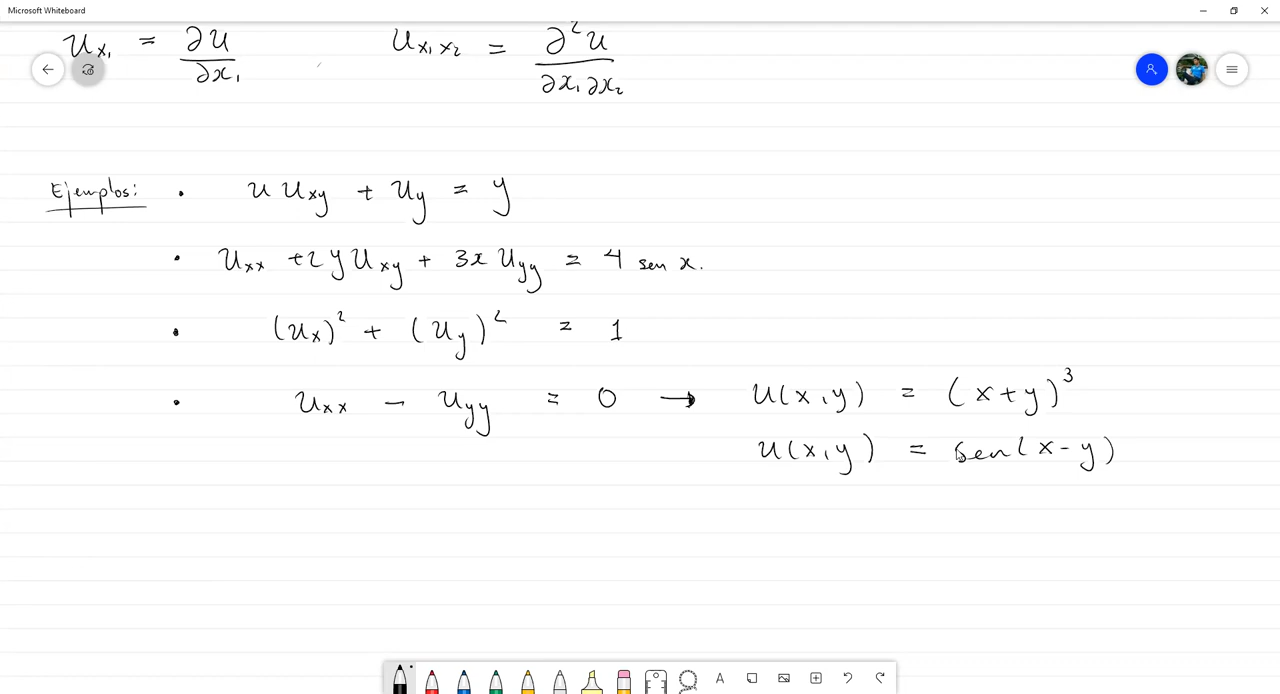 Microsoft Whiteboard
u_{x_1} = ∂u/∂x_1   u_{x_1 x_2} = ∂²u/∂x_1 ∂x_2
Ejemplos: • u u_{xy} + u_y = y
• u_{xx} + 2y u_{xy} + 3x u_{yy} = 4 sen x.
• (u_x)² + (u_y)² = 1
• u_{xx} - u_{yy} = 0 → u(x,y) = (x+y)³
u(x,y) = sen(x-y)
A